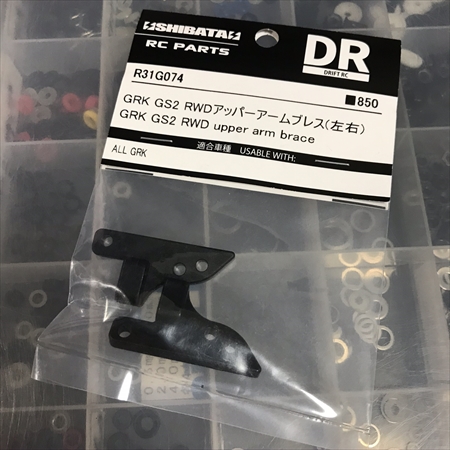 SHIBATA
RC PARTS
DR
DRIFT RC
R31G074
■850
GRK GS2 RWDアッパーアームブレス(左右)
GRK GS2 RWD upper arm brace
適合車種 USABLE WITH:
ALL GRK